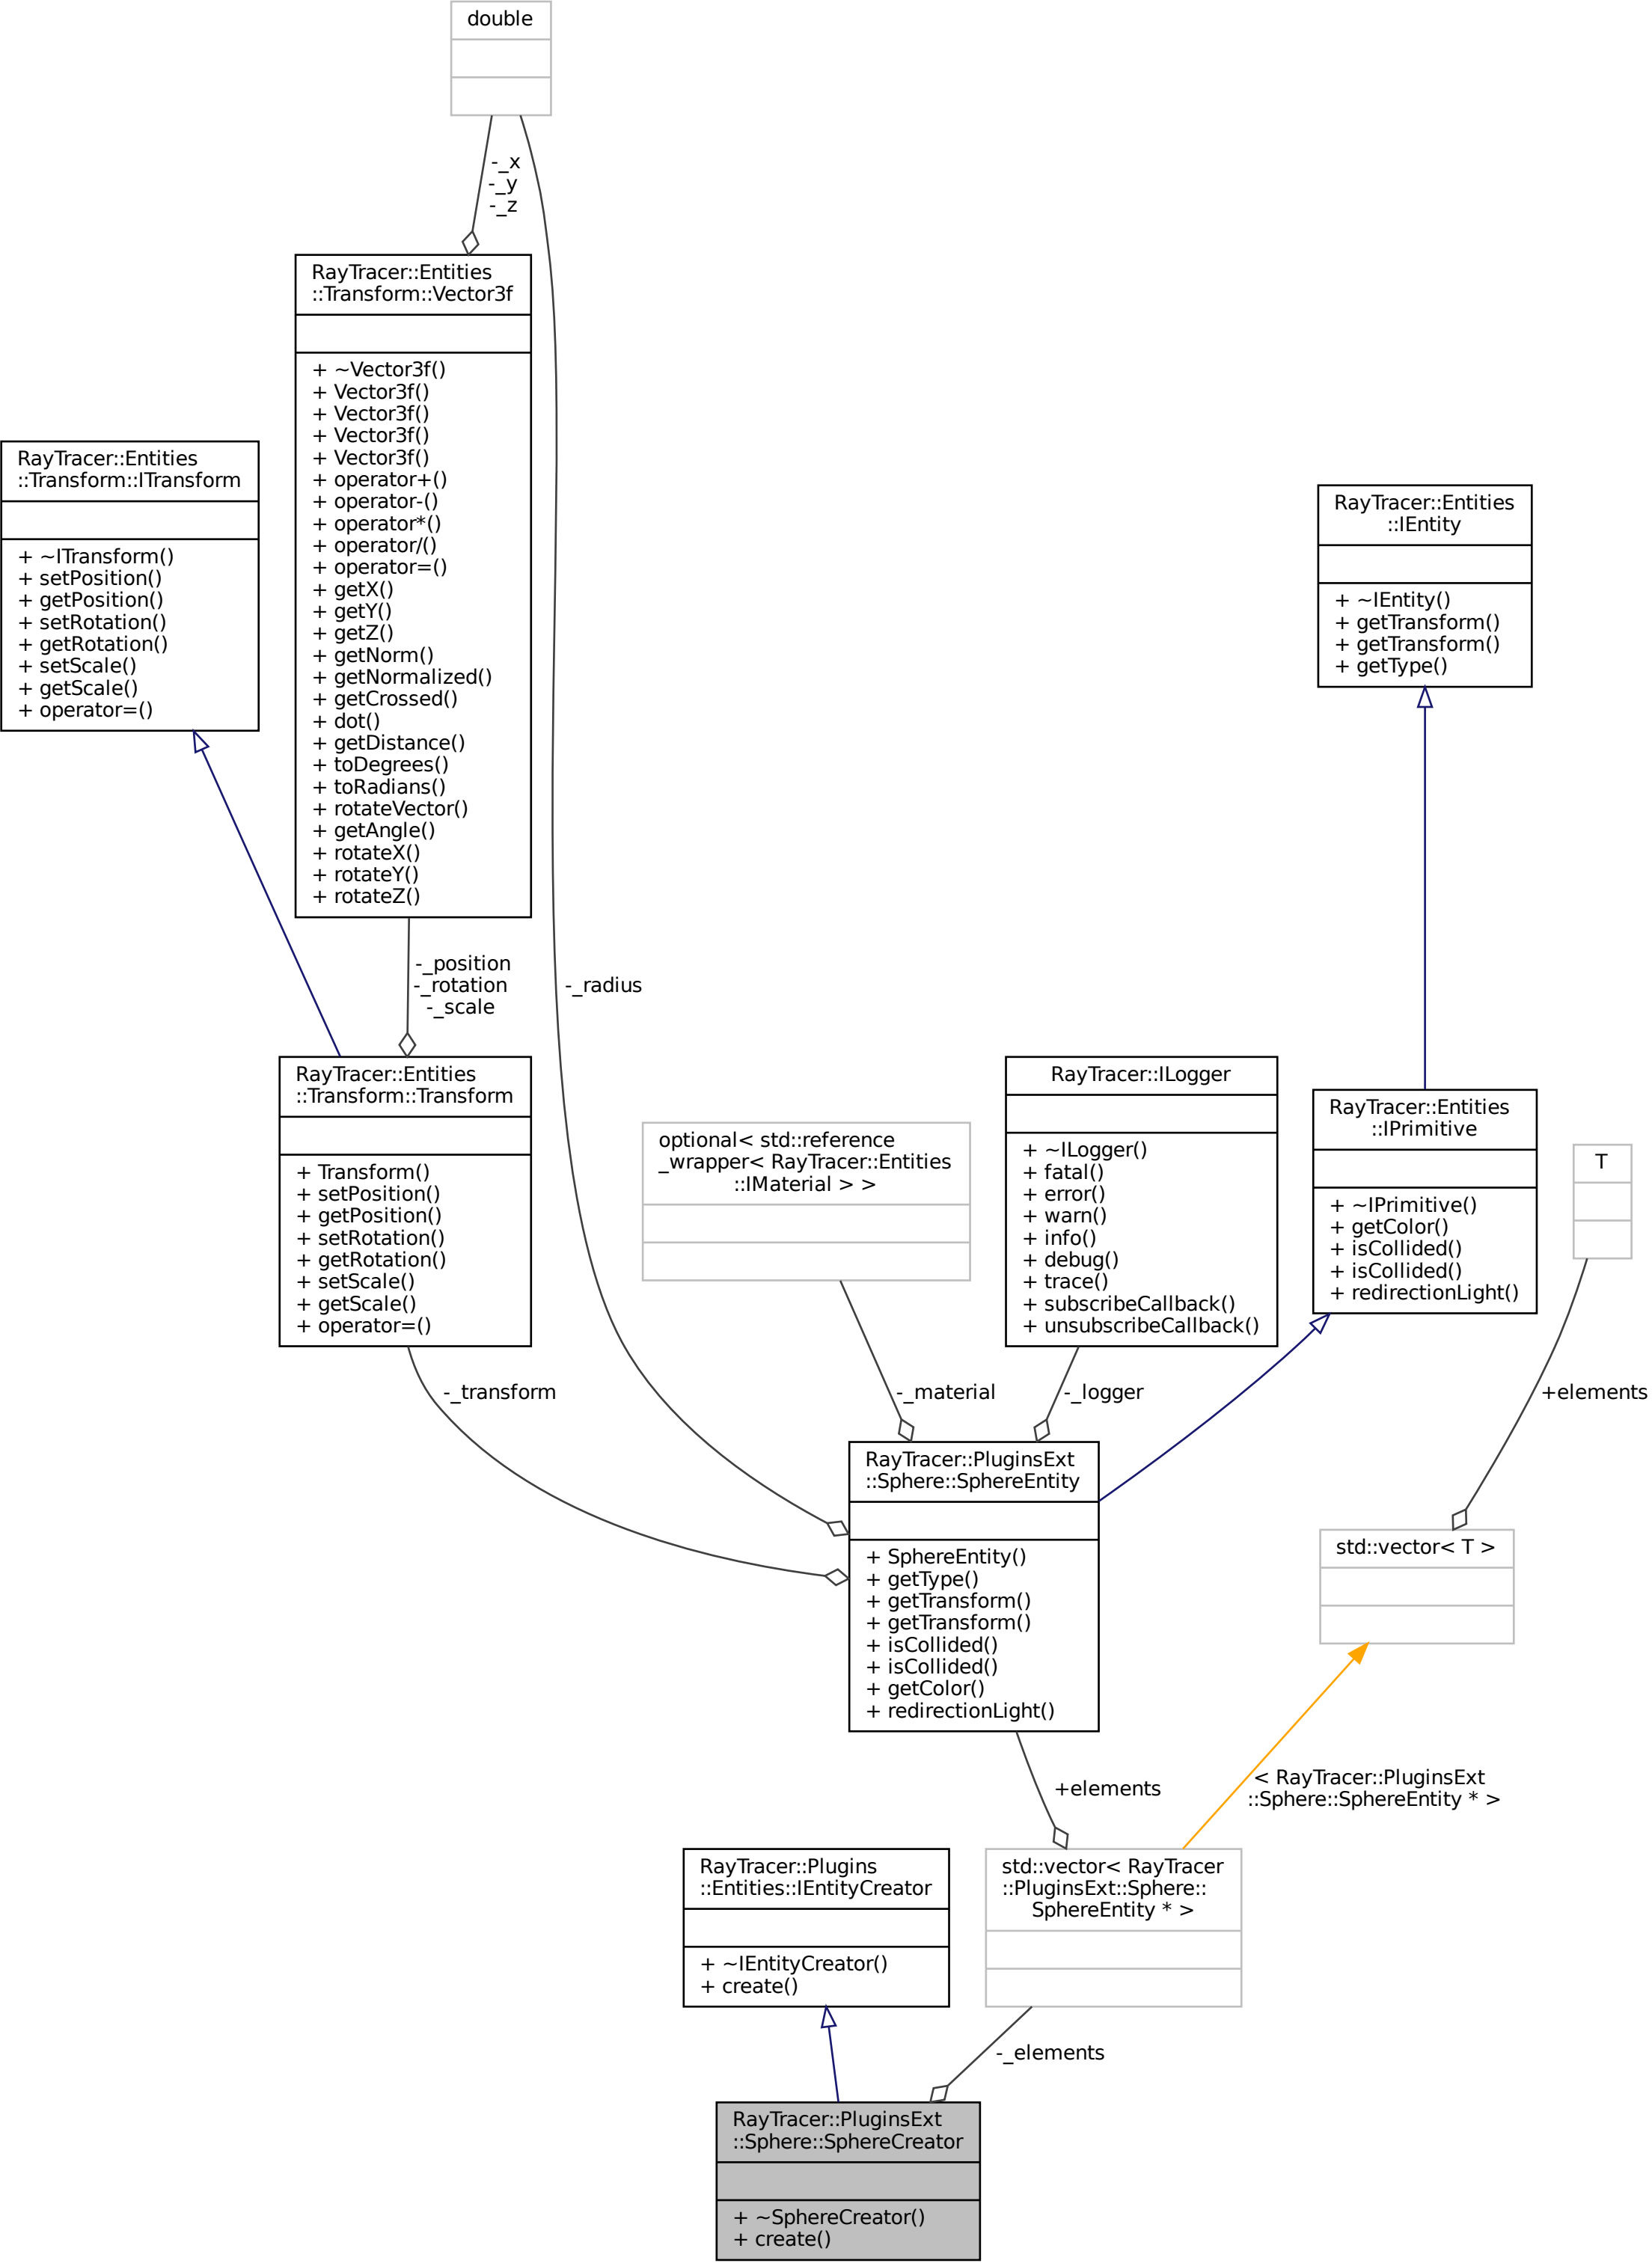 double
-_x
-_y
-_z
RayTracer::Entities
::Transform::Vector3f
+ ~Vector3f()
+ Vector3f()
+ Vector3f()
+ Vector3f()
+ Vector3f()
+ operator+()
+ operator-()
+ operator*()
+ operator/()
+ operator=()
+ getX()
+ getY()
+ getZ()
+ getNorm()
+ getNormalized()
+ getCrossed()
+ dot()
+ getDistance()
+ toDegrees()
+ toRadians()
+ rotateVector()
+ getAngle()
+ rotateX()
+ rotateY()
+ rotateZ()
RayTracer::Entities
::Transform::ITransform
+ ~ITransform()
+ setPosition()
+ getPosition()
+ setRotation()
+ getRotation()
+ setScale()
+ getScale()
+ operator=()
RayTracer::Entities
::IEntity
+ ~IEntity()
+ getTransform()
+ getTransform()
+ getType()
-_position
-_rotation
-_scale
-_radius
RayTracer::Entities
::Transform::Transform
+ Transform()
+ setPosition()
+ getPosition()
+ setRotation()
+ getRotation()
+ setScale()
+ getScale()
+ operator=()
optional< std::reference
_wrapper< RayTracer::Entities
::IMaterial > >
RayTracer::ILogger
+ ~ILogger()
+ fatal()
+ error()
+ warn()
+ info()
+ debug()
+ trace()
+ subscribeCallback()
+ unsubscribeCallback()
RayTracer::Entities
::IPrimitive
+ ~IPrimitive()
+ getColor()
+ isCollided()
+ isCollided()
+ redirectionLight()
T
-_transform
-_material
-_logger
+elements
RayTracer::PluginsExt
::Sphere::SphereEntity
+ SphereEntity()
+ getType()
+ getTransform()
+ getTransform()
+ isCollided()
+ isCollided()
+ getColor()
+ redirectionLight()
std::vector< T >
+elements
< RayTracer::PluginsExt
::Sphere::SphereEntity * >
RayTracer::Plugins
::Entities::IEntityCreator
+ ~IEntityCreator()
+ create()
std::vector< RayTracer
::PluginsExt::Sphere::
SphereEntity * >
-_elements
RayTracer::PluginsExt
::Sphere::SphereCreator
+ ~SphereCreator()
+ create()